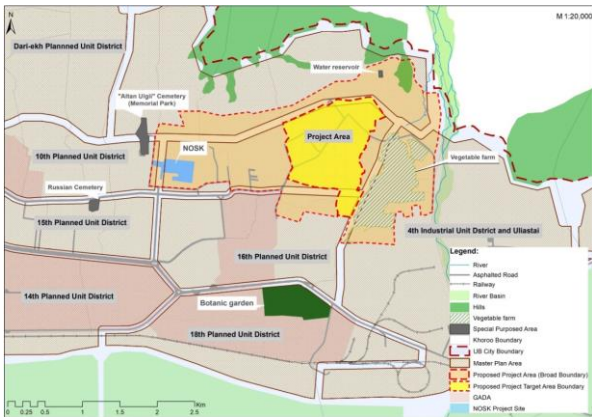 N
M 1:20,000
Dari-ekh Plannned Unit District
Water reservoir
"Altan Ulgii" Cemetery
(Memorial Park)
Project Area
NOSK
Vegetable farm
10th Planned Unit District
Russian Cemetery
15th Planned Unit District
4th Industrial Unit Dstrict and Uliastai
16th Planned Unit District
14th Planned Unit District
Botanic garden
18th Planned Unit District
Legend:
River
Asphalted Road
Railway
River Basin
Hills
Vegetable farm
Special Purposed Area
Khoroo Boundary
UB City Boundary
Master Plan Area
Proposed Project Area (Broad Boundary)
Proposed Project Target Area Boundary
GADA
NOSK Project Site
0 0.25 0.5 1 1.5 2 2.5 Km